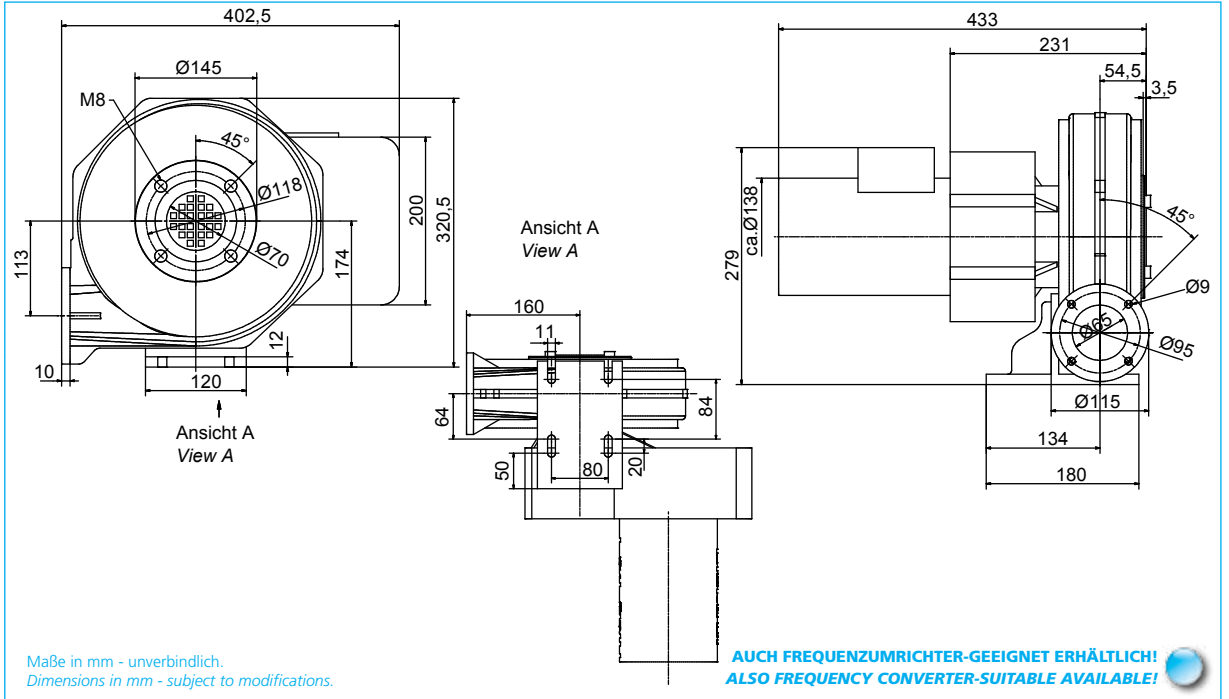 402,5
Ø145
M8
45°
Ø118
Ø70
200
320,5
174
113
12
10
120
Ansicht A
View A
Ansicht A
View A
160
11
64
84
50
80
20
433
231
54,5
3,5
ca.Ø138
279
45°
Ø9
Ø65
Ø95
Ø115
134
180
Maße in mm - unverbindlich.
Dimensions in mm - subject to modifications.
AUCH FREQUENZUMRICHTER-GEEIGNET ERHÄLTLICH!
ALSO FREQUENCY CONVERTER-SUITABLE AVAILABLE!